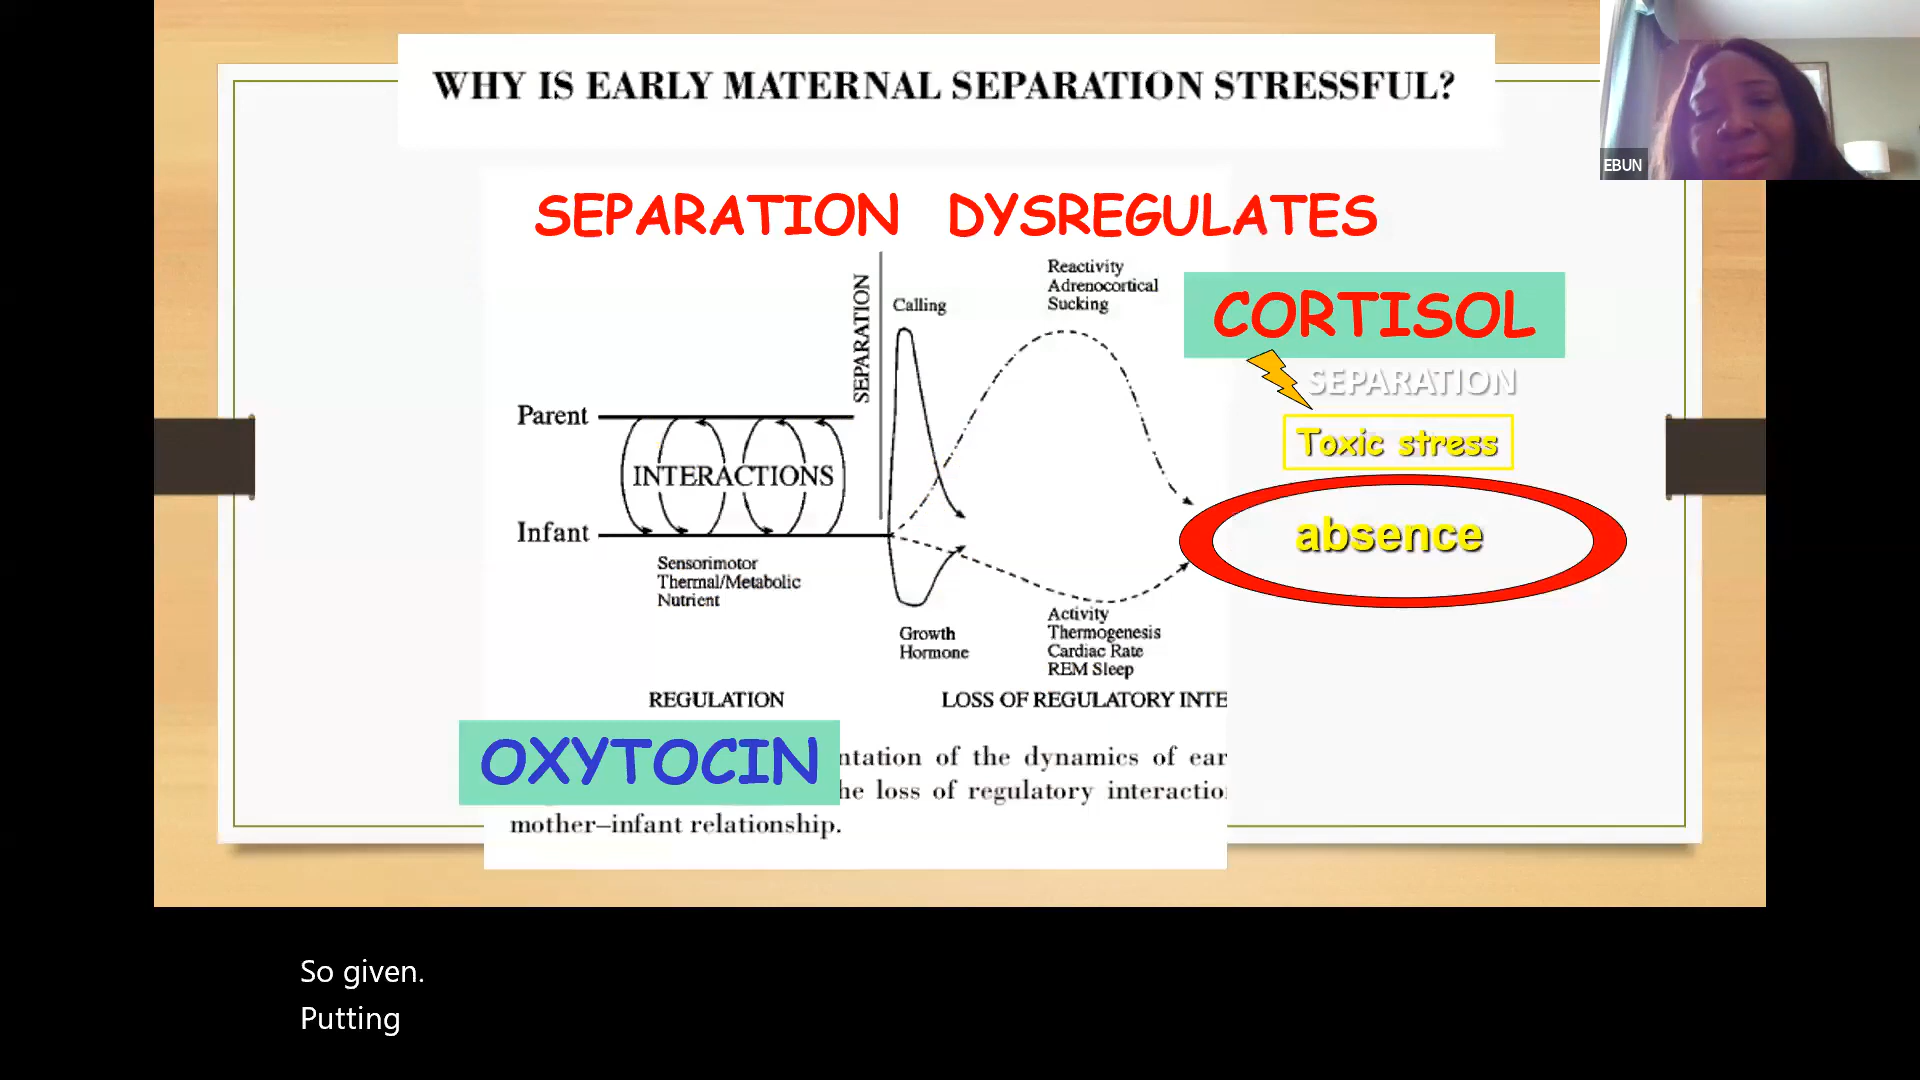 WHY IS EARLY MATERNAL SEPARATION STRESSFUL?
EBUN
SEPARATION DYSREGULATES
SEPARATION
Calling
Reactivity
Adrenocortical
Sucking
CORTISOL
SEPARATION
Toxic stress
absence
Parent
INTERACTIONS
Infant
Sensorimotor
Thermal/Metabolic
Nutrient
Growth
Hormone
Activity
Thermogenesis
Cardiac Rate
REM Sleep
REGULATION
LOSS OF REGULATORY INTE
OXYTOCIN
ntation of the dynamics of ear
he loss of regulatory interactio
mother–infant relationship.
So given.
Putting